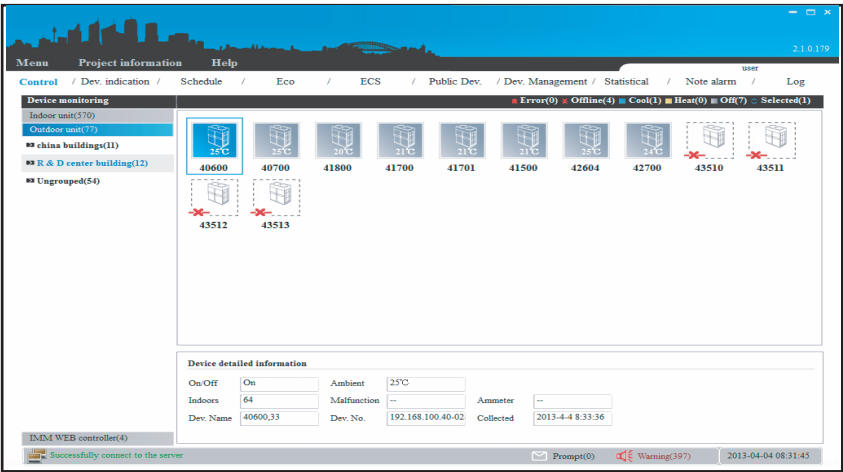 2.1.0.179
Menu Project information Help
user
Control / Dev. indication / Schedule / Eco / ECS / Public Dev. / Dev. Management / Statistical / Note alarm / Log
Device monitoring
Error(0) Offline(4) Cool(1) Heat(0) Off(7) Selected(1)
Indoor unit(570)
Outdoor unit(77)
china buildings(11)
R & D center building(12)
Ungrouped(54)
25℃ 25℃ 20℃ 21℃ 21℃ 21℃ 25℃ 24℃
40600 40700 41800 41700 41701 41500 42604 42700 43510 43511
43512 43513
Device detailed information
On/Off On Ambient 25℃
Indoors 64 Malfunction -- Ammeter --
Dev. Name 40600,33 Dev. No. 192.168.100.40-02 Collected 2013-4-4 8:33:36
IMM WEB controller(4)
Successfully connect to the server Prompt(0) Warning(397) 2013-04-04 08:31:45